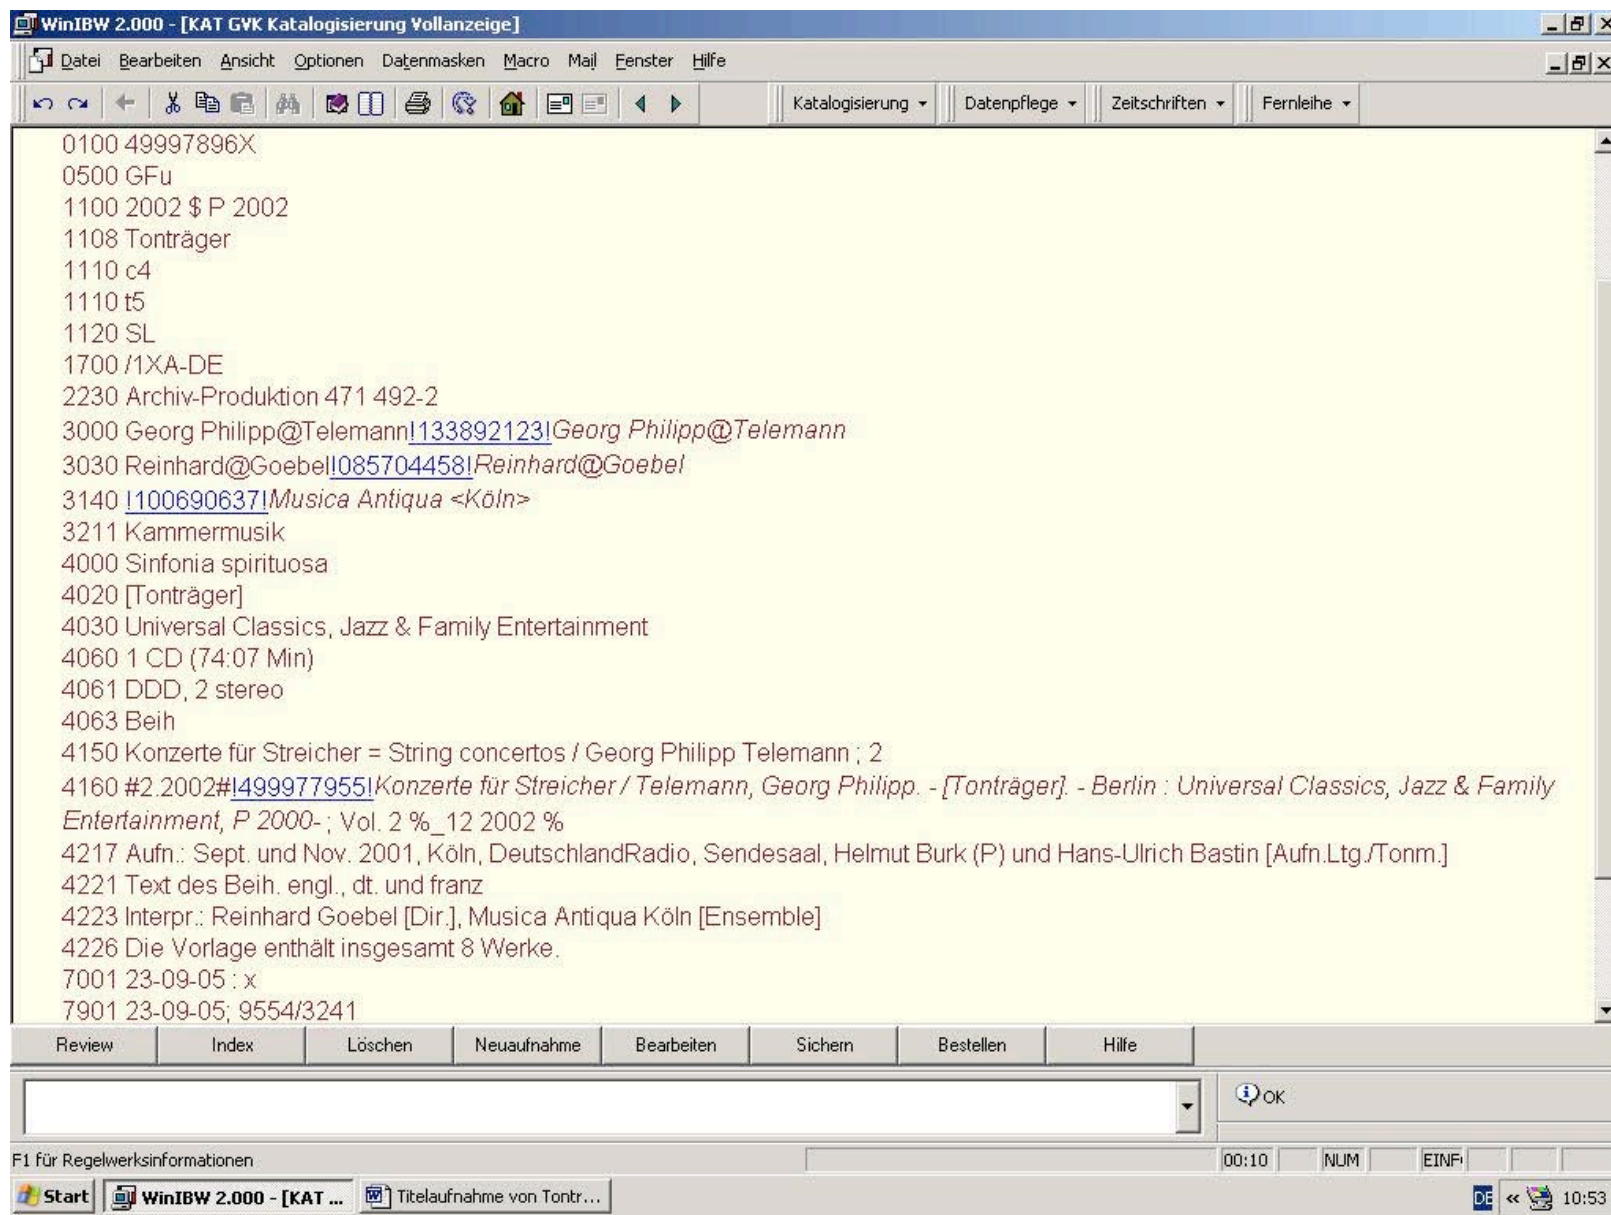 WinIBW 2.000 - [KAT GVK Katalogisierung Vollanzeige]
Datei Bearbeiten Ansicht Optionen Datenmasken Macro Mail Fenster Hilfe
Katalogisierung Datenpflege Zeitschriften Fernleihe
0100 49997896X
0500 GFu
1100 2002 $ P 2002
1108 Tonträger
1110 c4
1110 t5
1120 SL
1700 /1XA-DE
2230 Archiv-Produktion 471 492-2
3000 Georg Philipp@Telemann!133892123!Georg Philipp@Telemann
3030 Reinhard@Goebel!085704458!Reinhard@Goebel
3140 !100690637!Musica Antiqua <Köln>
3211 Kammermusik
4000 Sinfonia spirituosa
4020 [Tonträger]
4030 Universal Classics, Jazz & Family Entertainment
4060 1 CD (74:07 Min)
4061 DDD, 2 stereo
4063 Beih
4150 Konzerte für Streicher = String concertos / Georg Philipp Telemann ; 2
4160 #2.2002#!499977955!Konzerte für Streicher / Telemann, Georg Philipp. - [Tonträger]. - Berlin : Universal Classics, Jazz & Family
Entertainment, P 2000- ; Vol. 2 %_12 2002 %
4217 Aufn.: Sept. und Nov. 2001, Köln, DeutschlandRadio, Sendesaal, Helmut Burk (P) und Hans-Ulrich Bastin [Aufn.Ltg./Tonm.]
4221 Text des Beih. engl., dt. und franz
4223 Interpr.: Reinhard Goebel [Dir.], Musica Antiqua Köln [Ensemble]
4226 Die Vorlage enthält insgesamt 8 Werke.
7001 23-09-05 : x
7901 23-09-05; 9554/3241
Review Index Löschen Neuaufnahme Bearbeiten Sichern Bestellen Hilfe
OK
F1 für Regelwerksinformationen 00:10 NUM EINF
Start WinIBW 2.000 - [KAT ... Titelaufnahme von Tontr... DE « 10:53